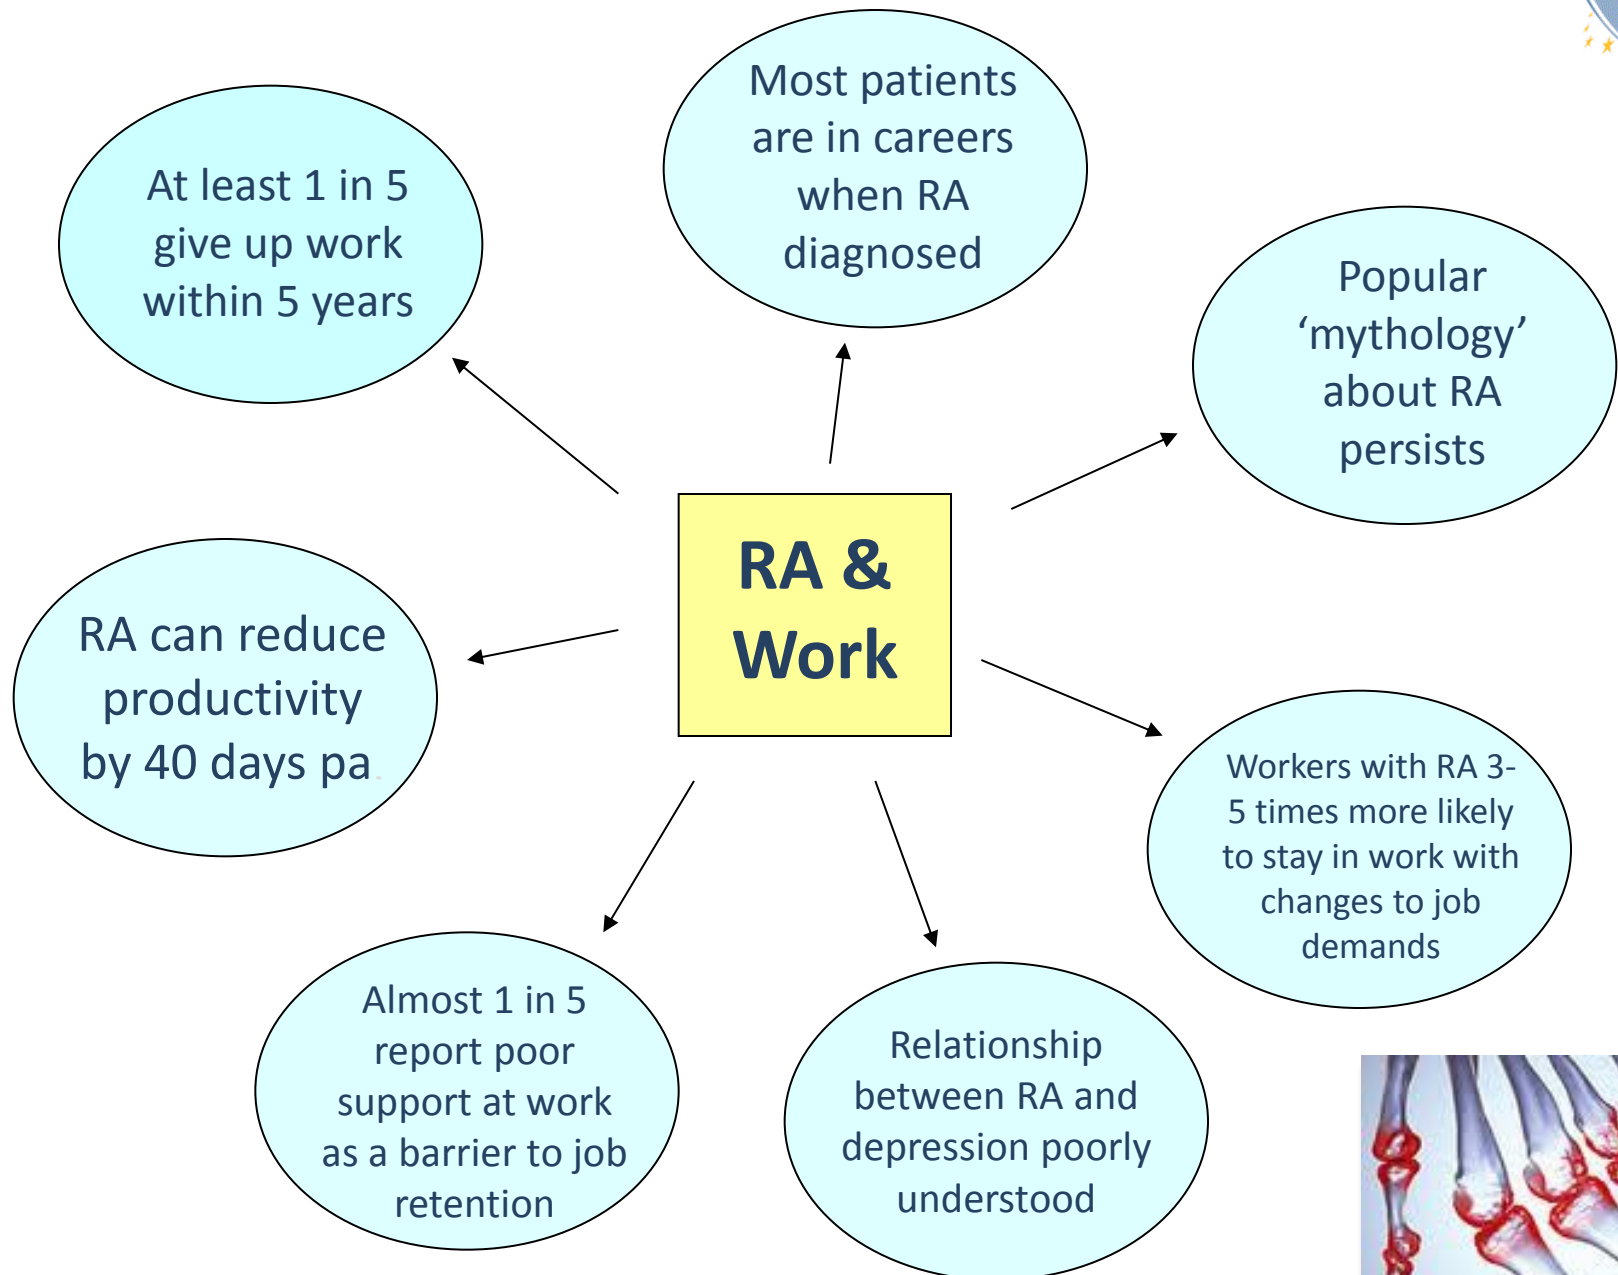 Most patients
are in careers
when RA
diagnosed
At least 1 in 5
give up work
within 5 years
Popular
‘mythology’
about RA
persists
RA &
Work
RA can reduce
productivity
by 40 days pa.
Workers with RA 3-
5 times more likely
to stay in work with
changes to job
demands
Almost 1 in 5
report poor
support at work
as a barrier to job
retention
Relationship
between RA and
depression poorly
understood